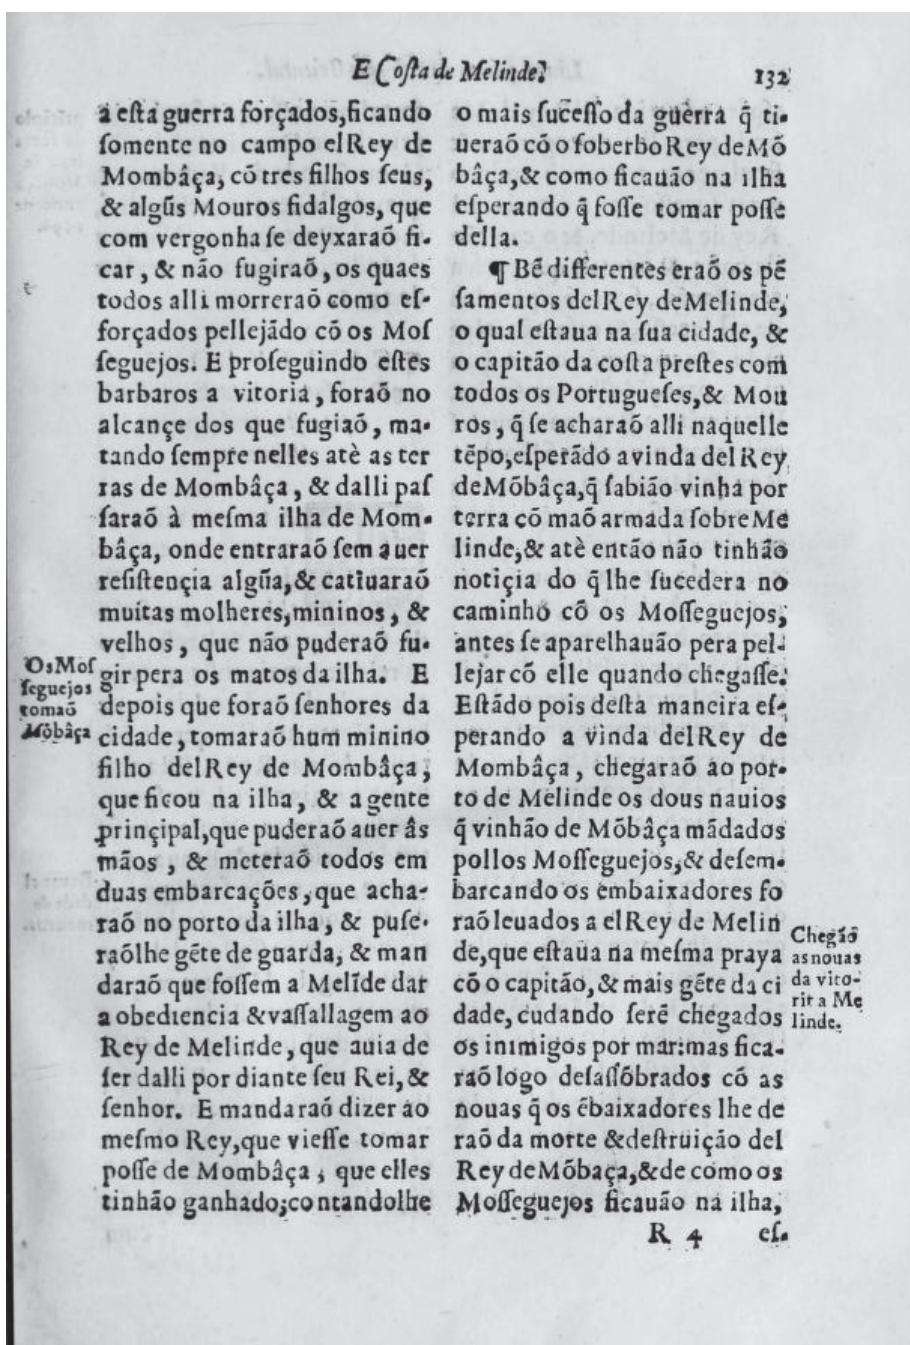 E Costa de Melinde.
132
a esta guerra forçados, ficando
somente no campo elRey de
Mombâça, cõ tres filhos seus,
& algũs Mouros fidalgos, que
com vergonha se deyxaraõ fi-
car, & não fugiraõ, os quaes
todos alli morreraõ como es-
forçados pellejãdo cõ os Mos
seguejos. E proseguindo estes
barbaros a vitoria, foraõ no
alcançe dos que fugiaõ, ma-
tando sempre nelles atè as ter
ras de Mombâça, & dalli pas
saraõ à mesma ilha de Mom-
bâça, onde entraraõ sem auer
resistençia algũa, & catiuaraõ
muitas molheres, mininos, &
velhos, que não puderaõ fu-
gir pera os matos da ilha. E
depois que foraõ senhores da
cidade, tomaraõ hum minino
filho delRey de Mombâça,
que ficou na ilha, & a gente
prinçipal, que puderaõ auer âs
mãos, & meteraõ todos em
duas embarcações, que acha-
raõ no porto da ilha, & puse-
raõlhe gẽte de guarda, & man
daraõ que fossem a Melĩde dar
a obediencia & vassallagem ao
Rey de Melinde, que auia de
ser dalli por diante seu Rei, &
senhor. E mandaraõ dizer ao
mesmo Rey, que viesse tomar
posse de Mombâça, que elles
tinhão ganhado; contandolhe
Os Mos
seguejos
tomaõ
Mõbâça
o mais sucesso da guerra q̃ ti-
ueraõ cõ o soberbo Rey de Mõ
bâça, & como ficauão na ilha
esperando q̃ fosse tomar posse
della.
¶ Bẽ differentes eraõ os pẽ
samentos delRey de Melinde,
o qual estaua na sua cidade, &
o capitão da costa prestes com
todos os Portugueses, & Mou
ros, q̃ se acharaõ alli naquelle
tẽpo, esperãdo a vinda del Rey
de Mõbâça, q̃ sabião vinha por
terra cõ maõ armada sobre Me
linde, & atè então não tinhão
notiçia do q̃ lhe sucedera no
caminho cõ os Mosseguejos,
antes se aparelhauão pera pel-
lejar cõ elle quando chegasse.
Estãdo pois desta maneira es-
perando a vinda delRey de
Mombâça, chegaraõ ao por-
to de Melinde os dous nauios
q̃ vinhão de Mõbâça mãdados
pollos Mosseguejos, & desem-
barcando os embaixadores fo
raõ leuados a elRey de Melin
de, que estaua na mesma praya
cõ o capitão, & mais gẽte da ci
dade, cudando serẽ chegados
os inimigos por mar: mas fica-
raõ logo desassõbrados cõ as
nouas q̃ os ẽbaixadores lhe de
raõ da morte & destruição del
Rey de Mõbaça, & de como os
Mosseguejos ficauão na ilha,
Chegãõ
as nouas
da vito-
rir a Me
linde.
R 4
es-